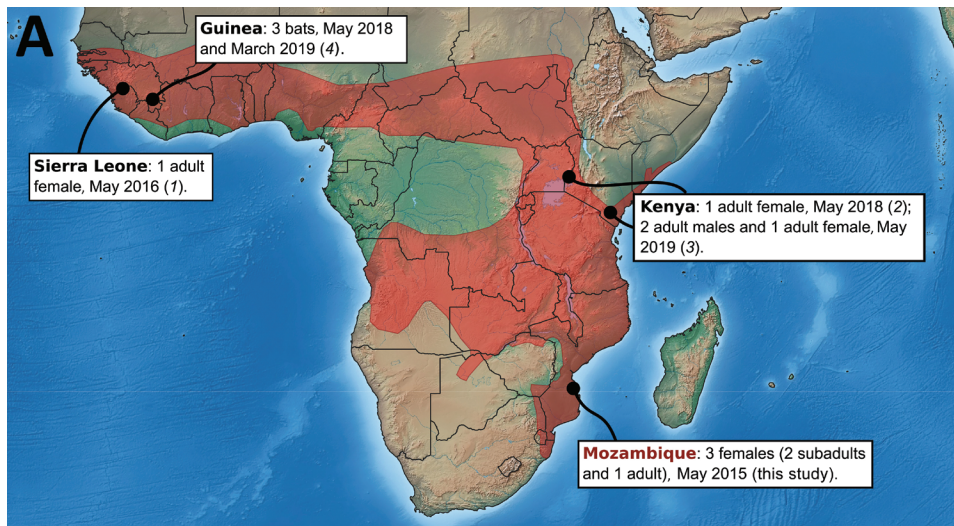 A
Guinea: 3 bats, May 2018
and March 2019 (4).
Sierra Leone: 1 adult
female, May 2016 (1).
Kenya: 1 adult female, May 2018 (2);
2 adult males and 1 adult female, May
2019 (3).
Mozambique: 3 females (2 subadults
and 1 adult), May 2015 (this study).